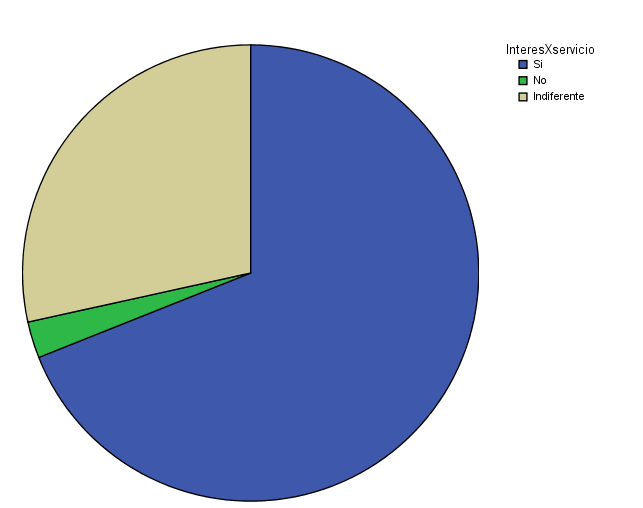 InteresXservicio
Si
No
Indiferente